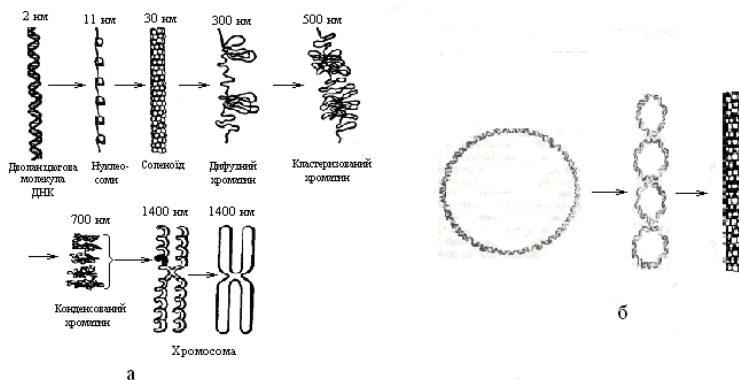 2 нм 11 нм 30 нм 300 нм 500 нм
Дволанцюгова
молекула
ДНК
Нуклео-
соми
Соленоїд
Дифузний
хроматин
Кластеризований
хроматин
700 нм 1400 нм 1400 нм
Конденсований
хроматин
Хромосома
а
б